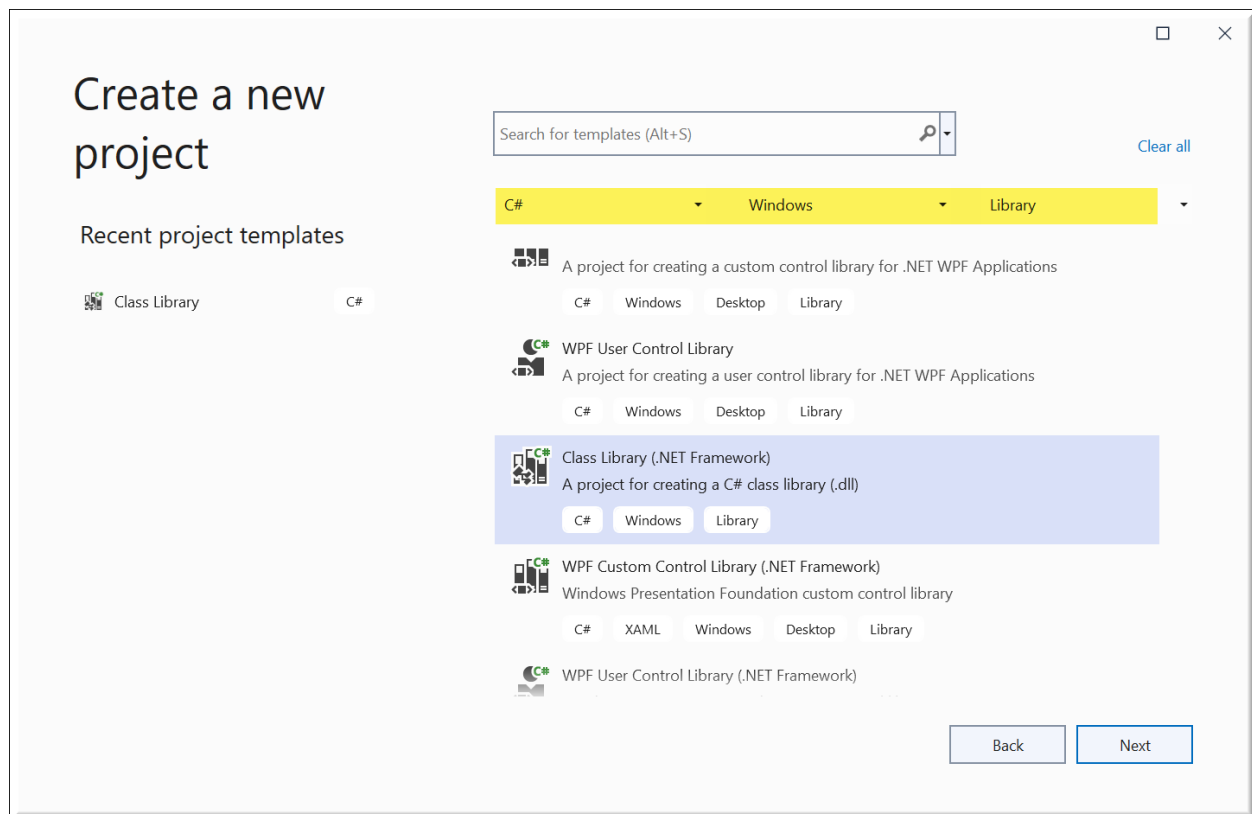 Create a new
project
Search for templates (Alt+S)
Clear all
C# Windows Library
Recent project templates
Class Library C#
A project for creating a custom control library for .NET WPF Applications
C# Windows Desktop Library
WPF User Control Library
A project for creating a user control library for .NET WPF Applications
C# Windows Desktop Library
Class Library (.NET Framework)
A project for creating a C# class library (.dll)
C# Windows Library
WPF Custom Control Library (.NET Framework)
Windows Presentation Foundation custom control library
C# XAML Windows Desktop Library
WPF User Control Library (.NET Framework)
Back Next